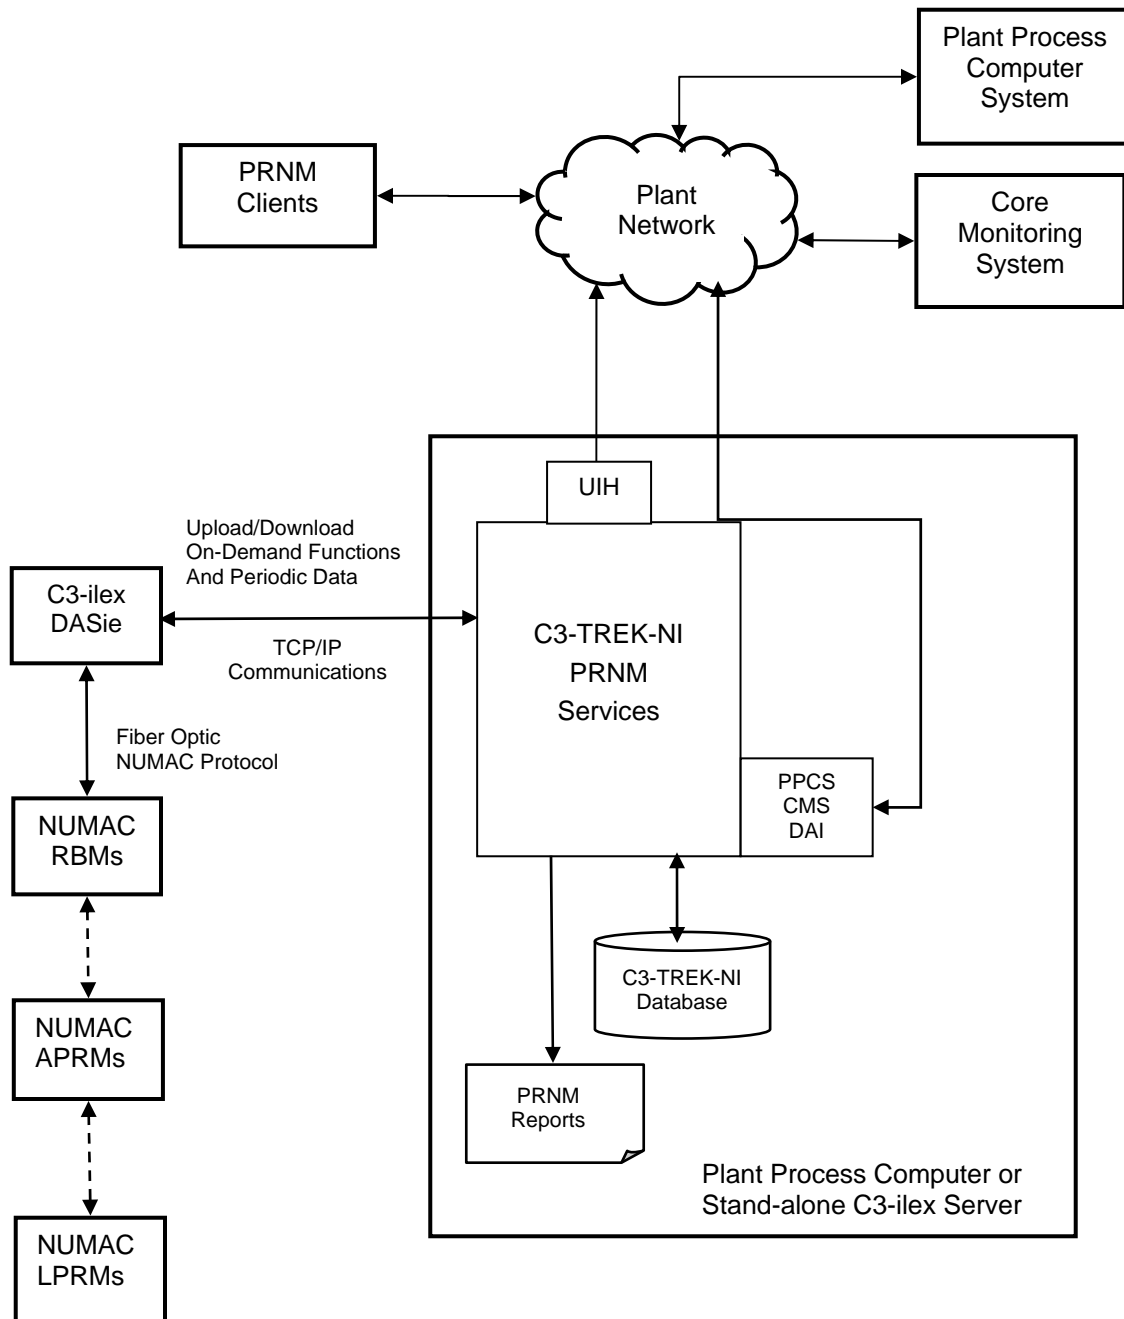 Plant Process
Computer
System
PRNM
Clients
Plant
Network
Core
Monitoring
System
UIH
Upload/Download
On-Demand Functions
And Periodic Data
C3-ilex
DASie
TCP/IP
Communications
C3-TREK-NI
PRNM
Services
Fiber Optic
NUMAC Protocol
PPCS
CMS
DAI
NUMAC
RBMs
C3-TREK-NI
Database
NUMAC
APRMs
PRNM
Reports
Plant Process Computer or
Stand-alone C3-ilex Server
NUMAC
LPRMs